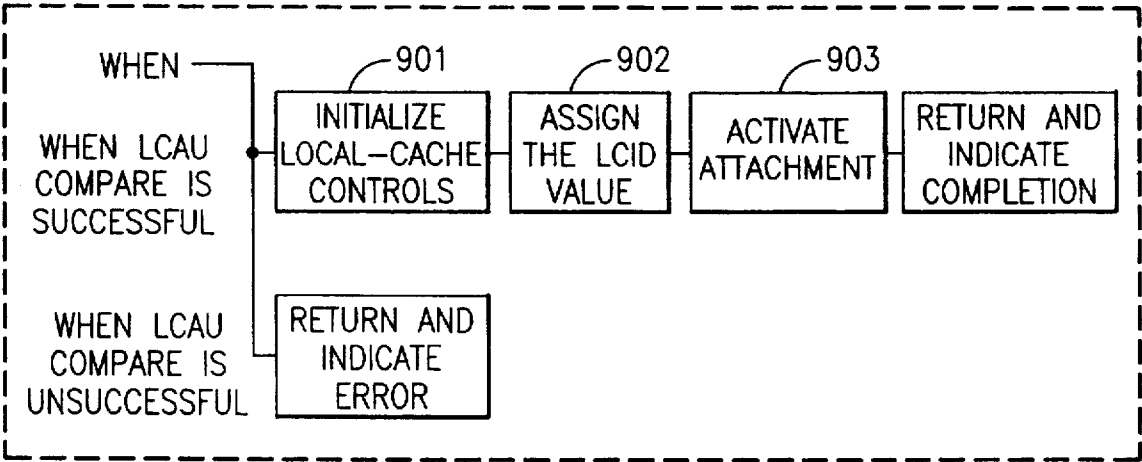 WHEN
901
902
903
INITIALIZE
LOCAL-CACHE
CONTROLS
ASSIGN
THE LCID
VALUE
ACTIVATE
ATTACHMENT
RETURN AND
INDICATE
COMPLETION
WHEN LCAU
COMPARE IS
SUCCESSFUL
WHEN LCAU
COMPARE IS
UNSUCCESSFUL
RETURN AND
INDICATE
ERROR